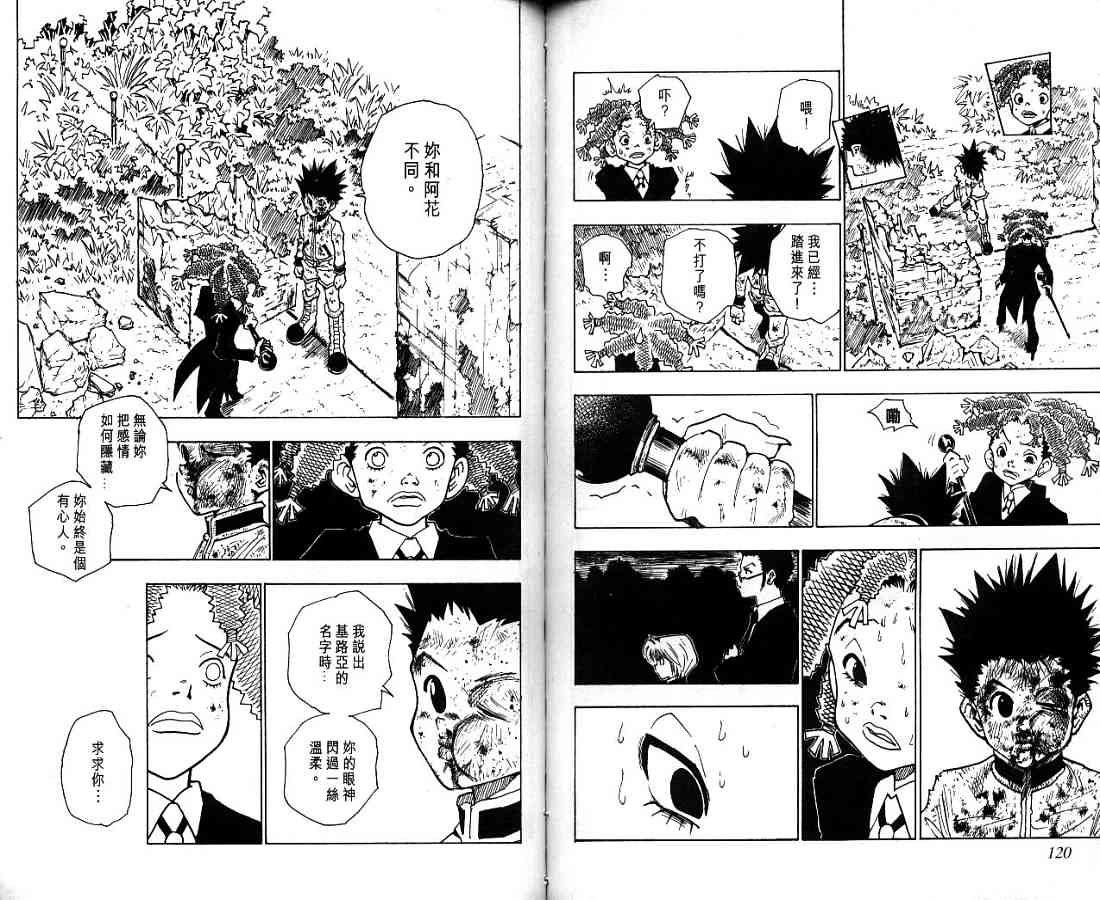 喂！
吓？
我已經…
踏進來了！
不打了嗎？
啊…
嘞
120
妳和阿花
不同。
無論妳
把感情
如何隱藏…
妳始終是個
有心人。
我說出
基路亞的
名字時…
妳的眼神
閃過一絲
溫柔。
求求你…